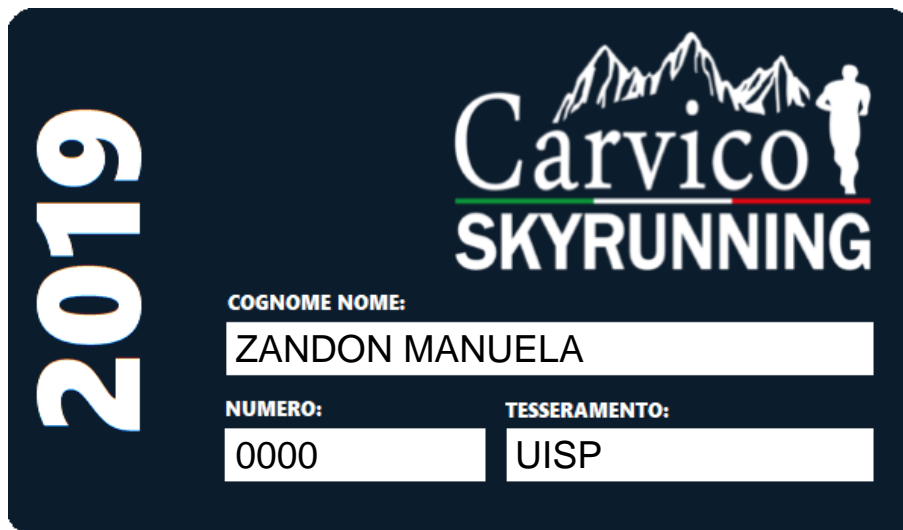 2019
Carvico
SKYRUNNING
COGNOME NOME:
ZANDON MANUELA
NUMERO:
TESSERAMENTO:
0000
UISP